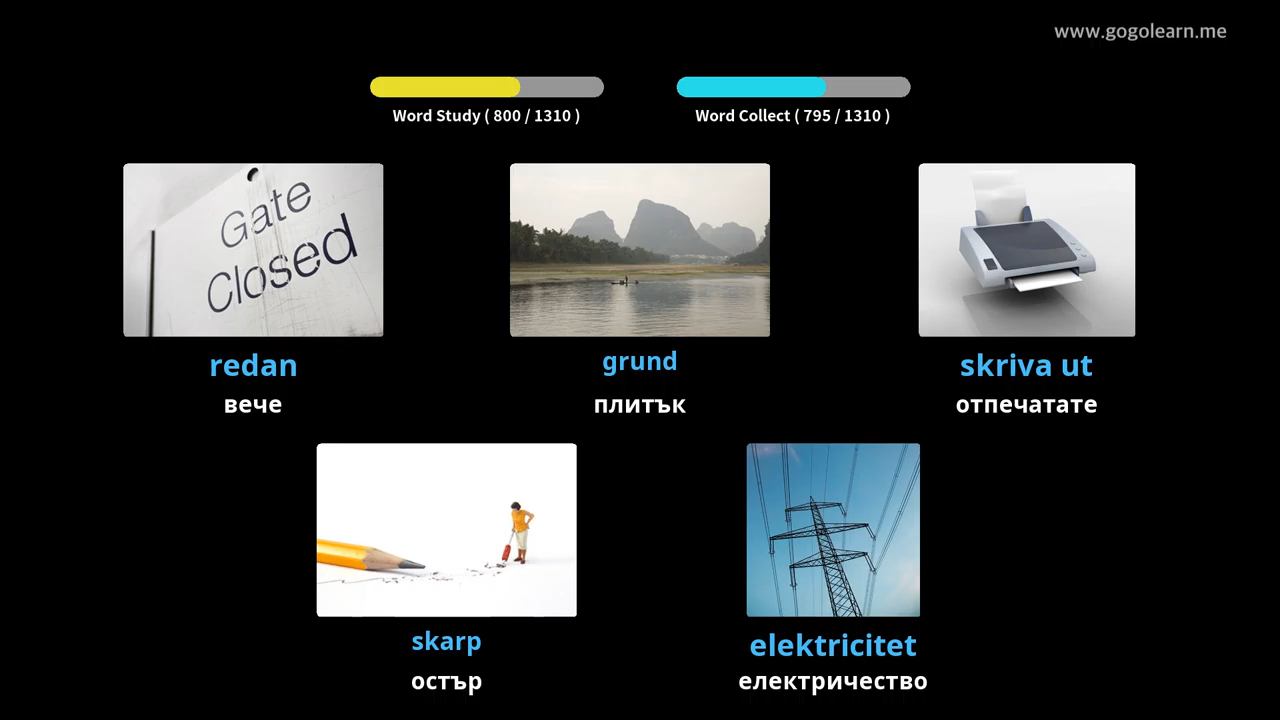 www.gogolearn.me
Word Study ( 800 / 1310 )
Word Collect ( 795 / 1310 )
Gate
Closed
redan
вече
grund
плитък
skriva ut
отпечатате
skarp
остър
elektricitet
електричество